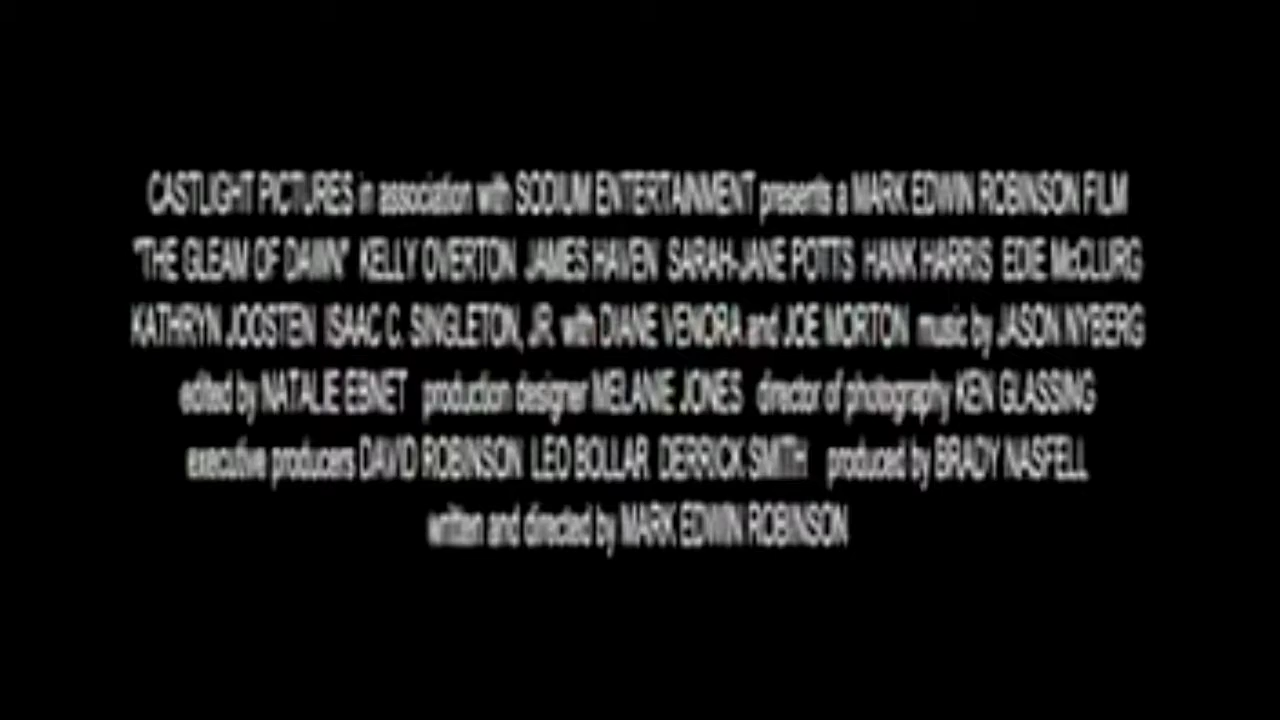 CASTLIGHT PICTURES in association with SODIUM ENTERTAINMENT presents a MARK EDWIN ROBINSON FILM
"THE GLEAM OF DAWN" KELLY OVERTON JAMES HAVEN SARAH-JANE POTTS HANK HARRIS EDIE McCLURG
KATHRYN JOOSTEN ISAAC C. SINGLETON, JR. with DIANE VENORA and JOE MORTON music by JASON NYBERG
edited by NATALIE EBNET production designer MELANIE JONES director of photography KEN GLASSING
executive producers DAVID ROBINSON LEO BOLLAR DERRICK SMITH produced by BRADY NASFELL
written and directed by MARK EDWIN ROBINSON